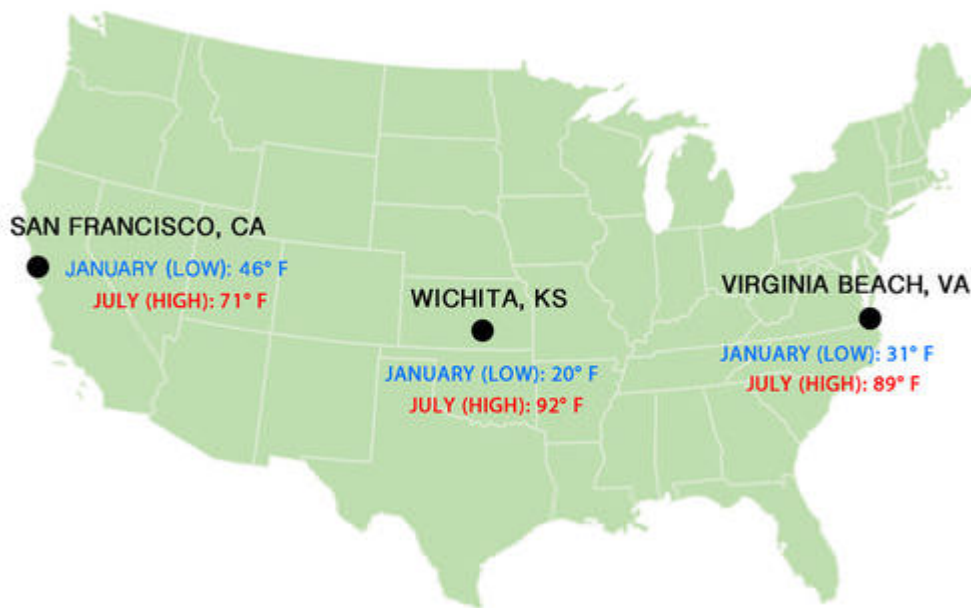 SAN FRANCISCO, CA
JANUARY (LOW): 46° F
JULY (HIGH): 71° F
WICHITA, KS
JANUARY (LOW): 20° F
JULY (HIGH): 92° F
VIRGINIA BEACH, VA
JANUARY (LOW): 31° F
JULY (HIGH): 89° F